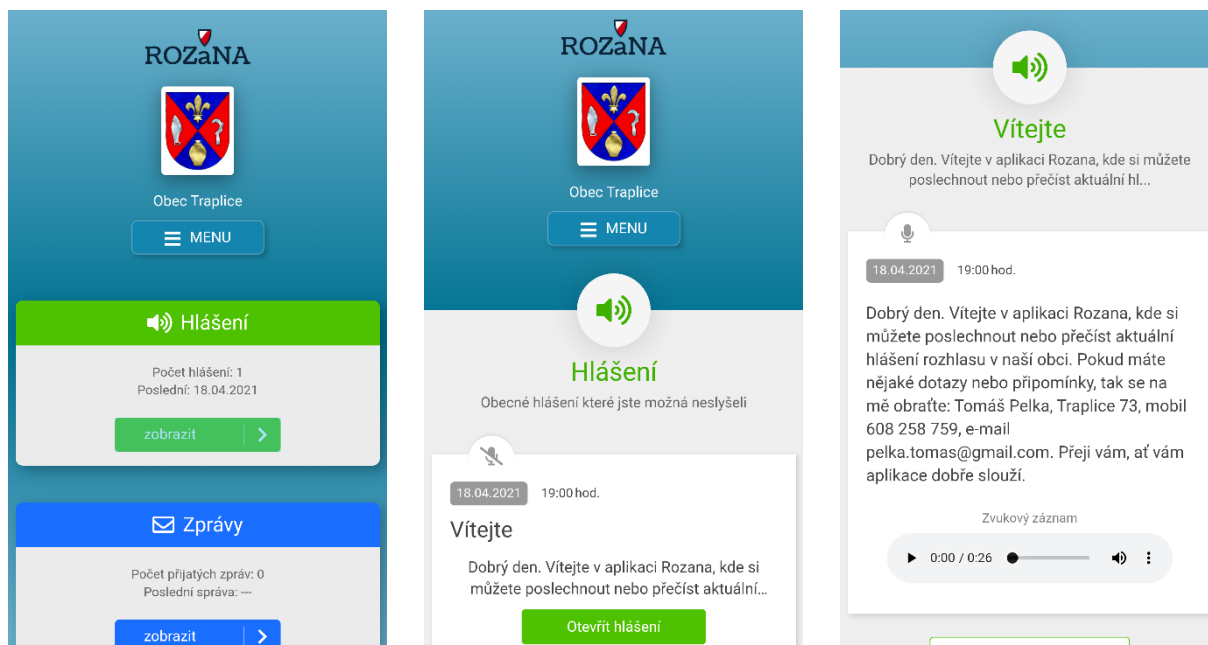 ROZaNA
Obec Traplice
MENU
Hlášení
Počet hlášení: 1
Poslední: 18.04.2021
zobrazit
Zprávy
Počet přijatých zpráv: 0
Poslední správa: ---
zobrazit
ROZaNA
Obec Traplice
MENU
Hlášení
Obecné hlášení které jste možná neslyšeli
18.04.2021 19:00 hod.
Vítejte
Dobrý den. Vítejte v aplikaci Rozana, kde si
můžete poslechnout nebo přečíst aktuální...
Otevřít hlášení
Vítejte
Dobrý den. Vítejte v aplikaci Rozana, kde si můžete
poslechnout nebo přečíst aktuální hl...
18.04.2021 19:00 hod.
Dobrý den. Vítejte v aplikaci Rozana, kde si
můžete poslechnout nebo přečíst aktuální
hlášení rozhlasu v naší obci. Pokud máte
nějaké dotazy nebo připomínky, tak se na
mě obraťte: Tomáš Pelka, Traplice 73, mobil
608 258 759, e-mail
pelka.tomas@gmail.com. Přeji vám, ať vám
aplikace dobře slouží.
Zvukový záznam
0:00 / 0:26